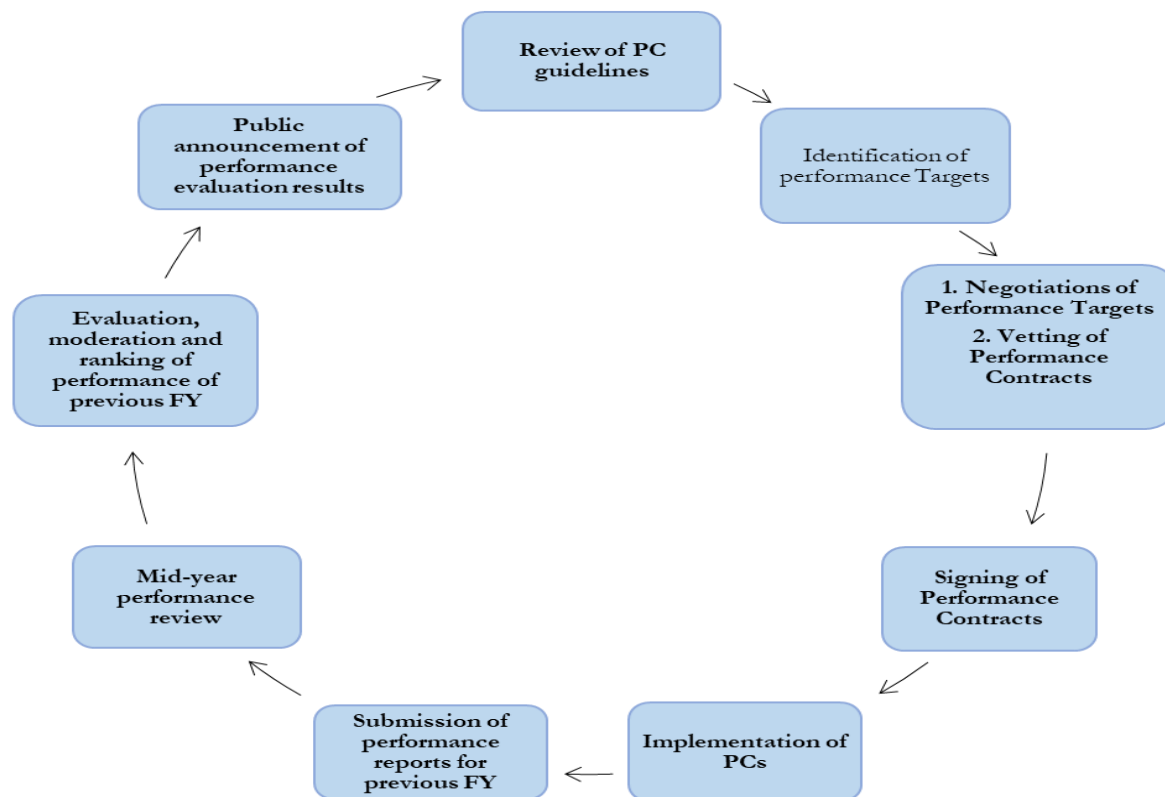 Review of PC
guidelines
Identification of
performance Targets
1. Negotiations of
Performance Targets
2. Vetting of
Performance
Contracts
Signing of
Performance
Contracts
Implementation of
PCs
Submission of
performance
reports for
previous FY
Mid-year
performance
review
Evaluation,
moderation and
ranking of
performance of
previous FY
Public
announcement of
performance
evaluation results